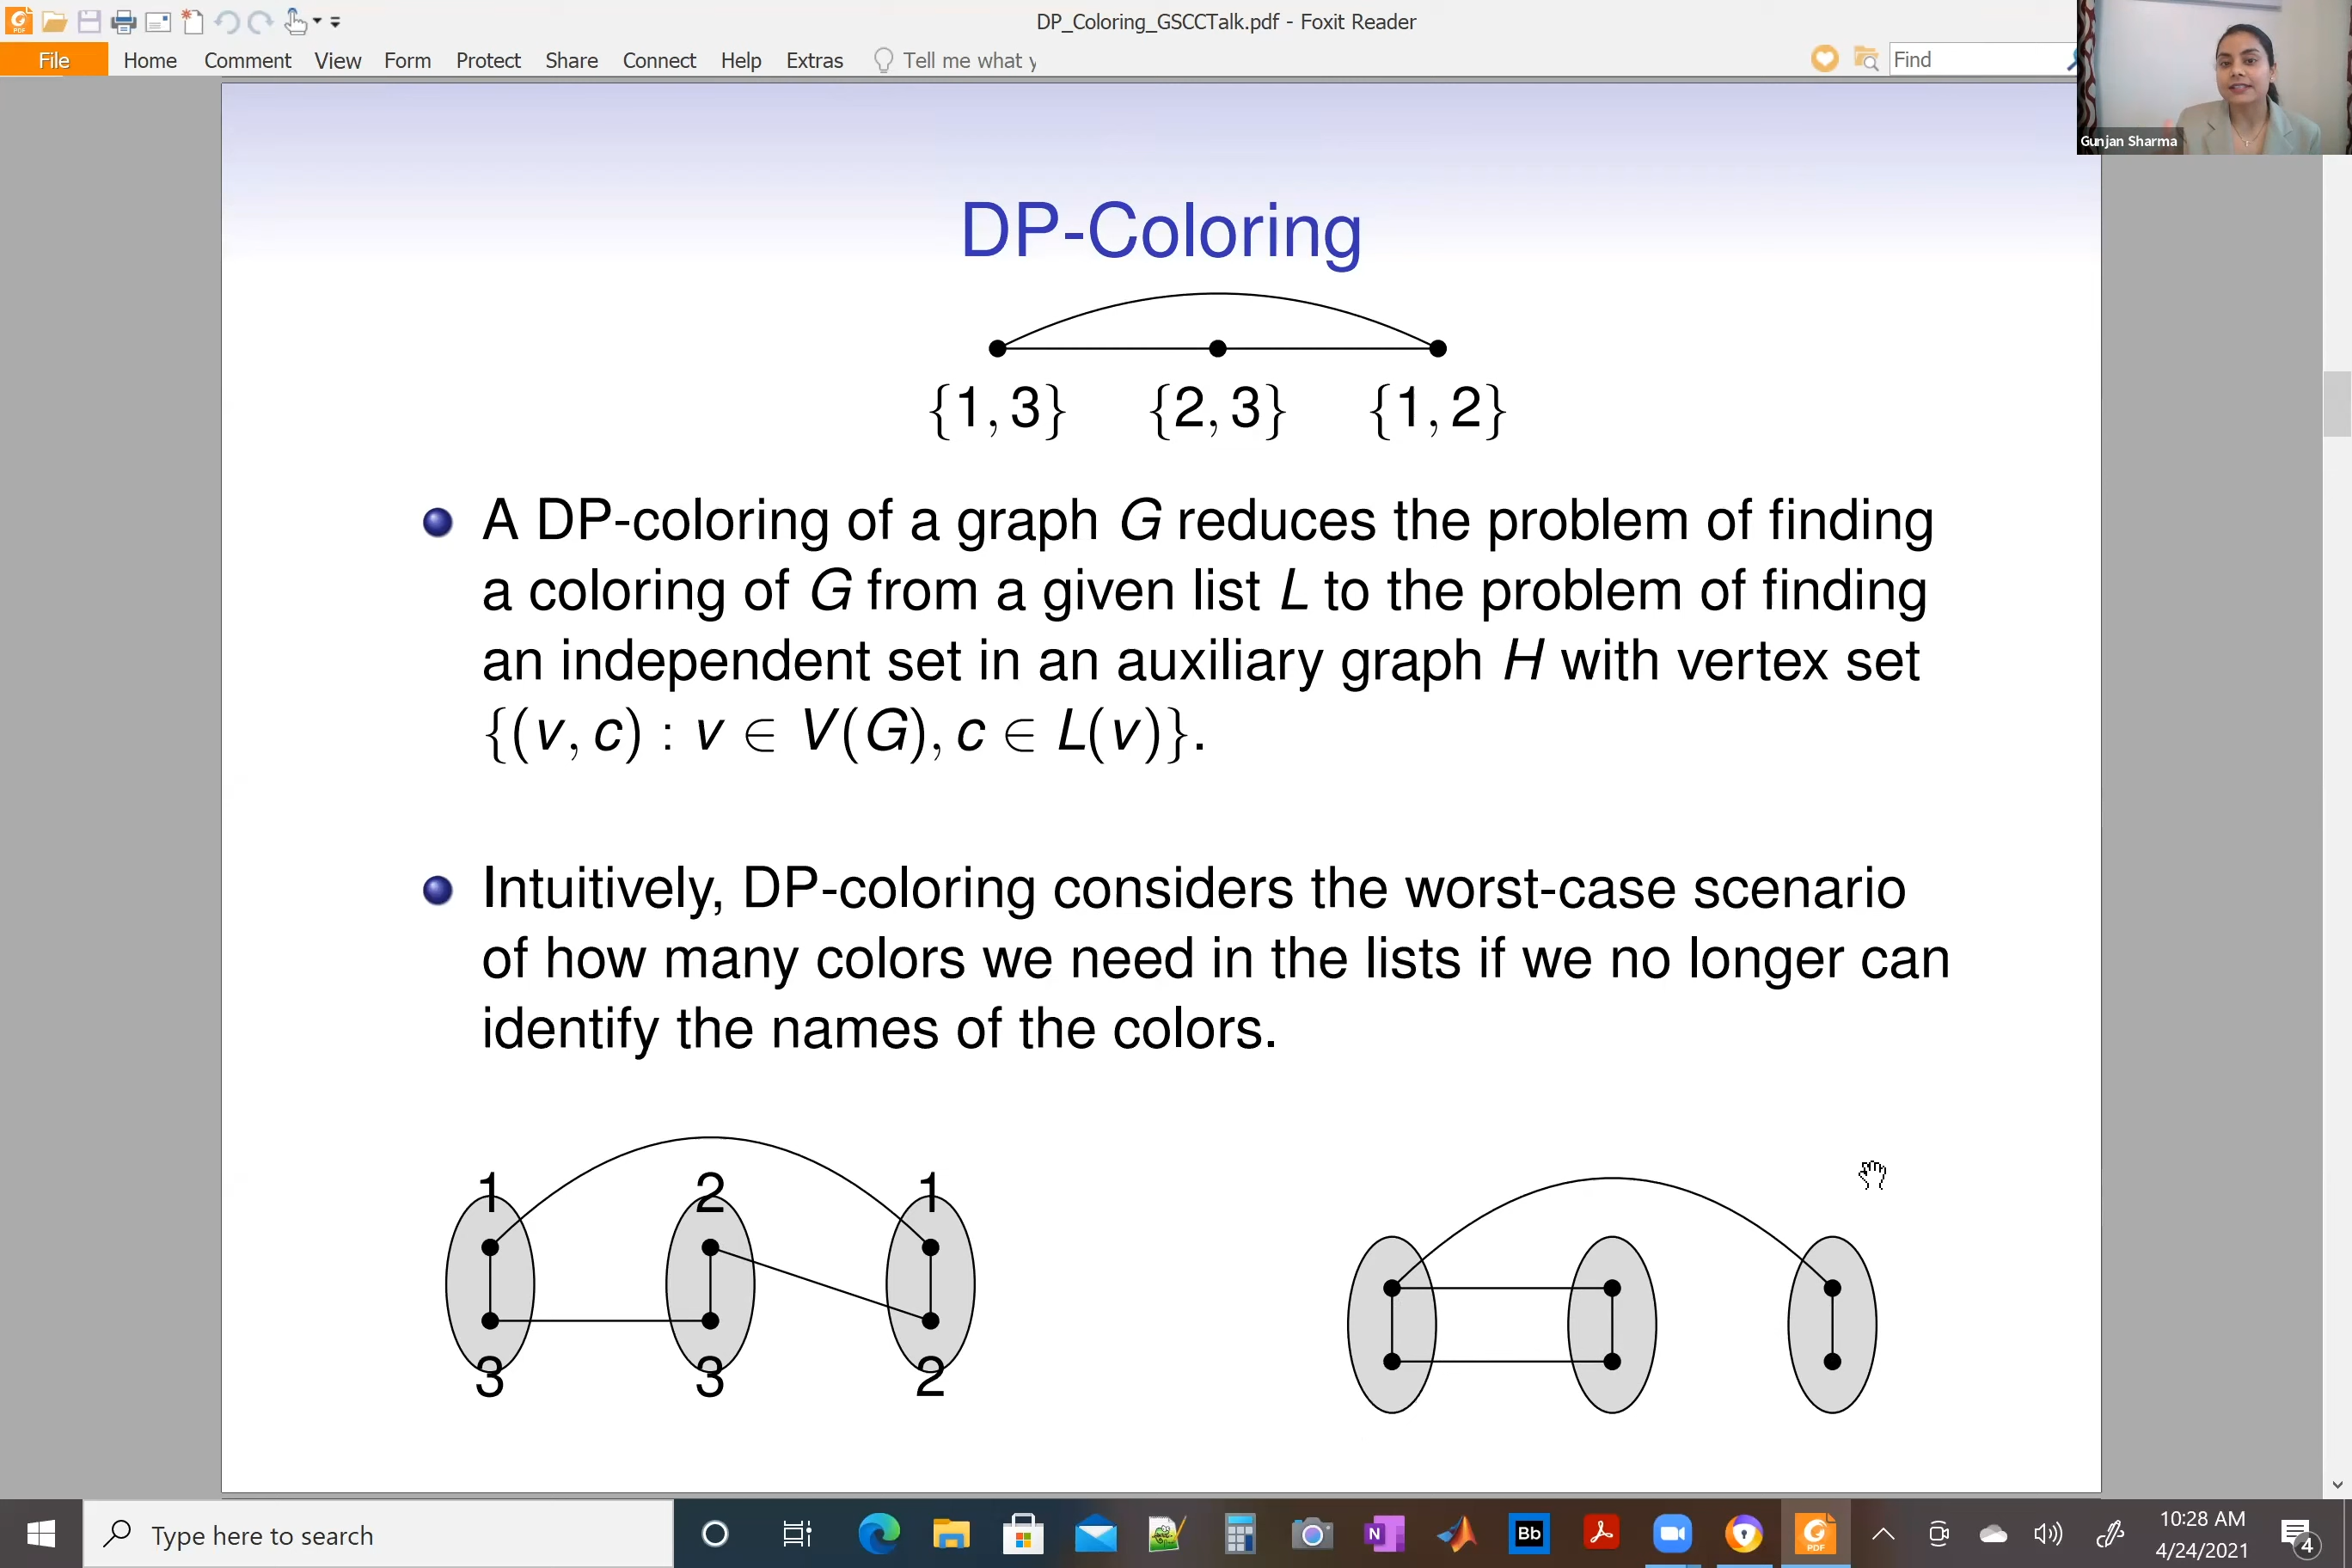 DP_Coloring_GSCCTalk.pdf - Foxit Reader
File Home Comment View Form Protect Share Connect Help Extras Tell me what y Find
Gunjan Sharma
DP-Coloring
{1, 3} {2, 3} {1, 2}
A DP-coloring of a graph G reduces the problem of finding
a coloring of G from a given list L to the problem of finding
an independent set in an auxiliary graph H with vertex set
{(v, c) : v ∈ V(G), c ∈ L(v)}.
Intuitively, DP-coloring considers the worst-case scenario
of how many colors we need in the lists if we no longer can
identify the names of the colors.
1 2 1
3 3 2
Type here to search
N
Bb
PDF
10:28 AM
4/24/2021
4